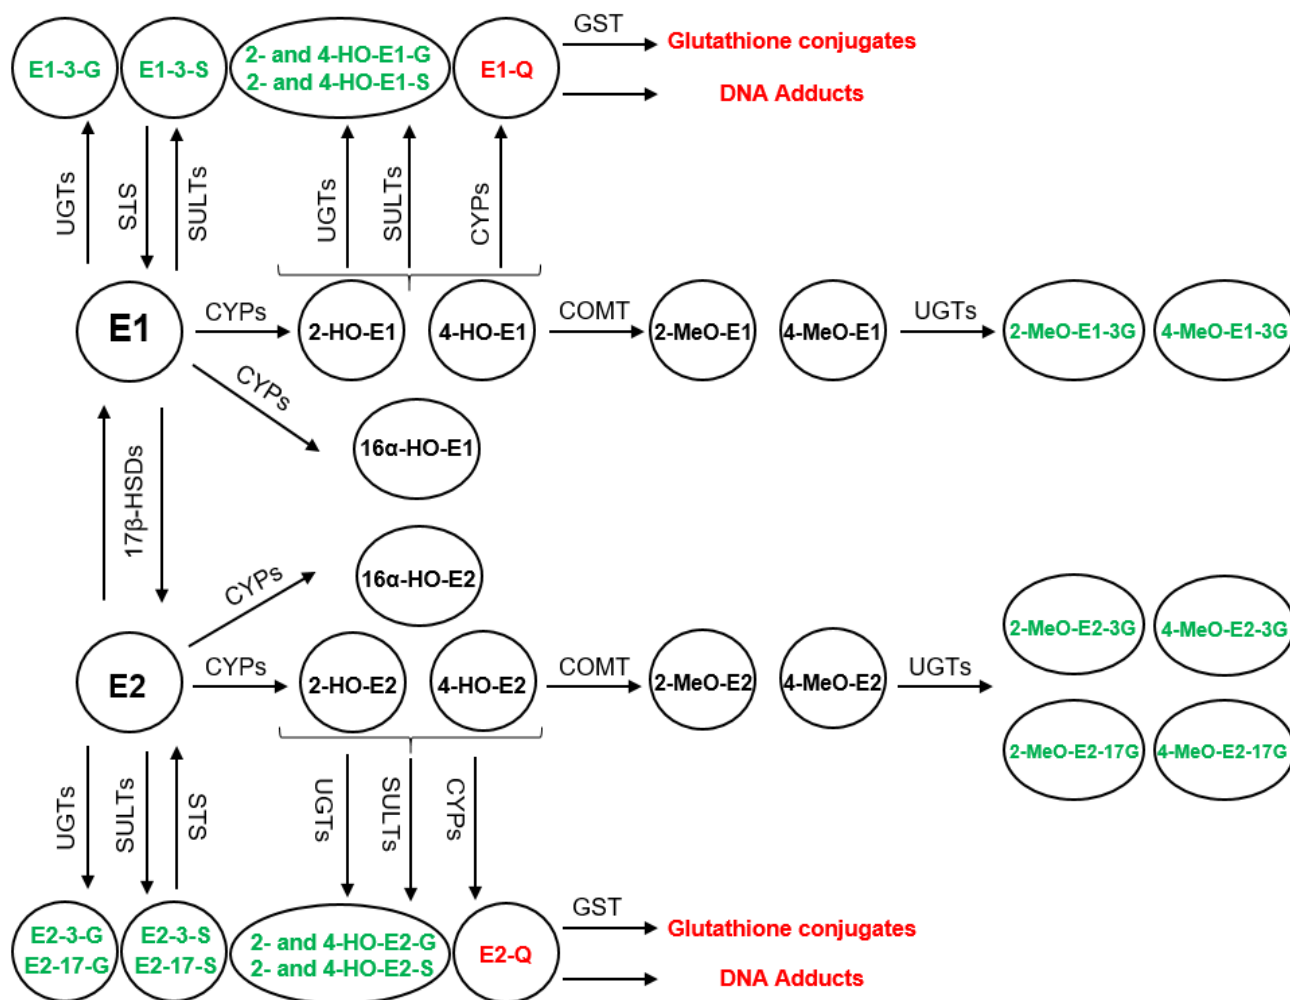 GST
E1-3-G
E1-3-S
2- and 4-HO-E1-G
2- and 4-HO-E1-S
E1-Q
Glutathione conjugates
DNA Adducts
UGTs
STS
SULTs
UGTs
SULTs
CYPs
E1
CYPs
2-HO-E1
4-HO-E1
COMT
2-MeO-E1
4-MeO-E1
UGTs
2-MeO-E1-3G
4-MeO-E1-3G
CYPs
16α-HO-E1
17β-HSDs
16α-HO-E2
CYPs
E2
CYPs
2-HO-E2
4-HO-E2
COMT
2-MeO-E2
4-MeO-E2
UGTs
2-MeO-E2-3G
4-MeO-E2-3G
2-MeO-E2-17G
4-MeO-E2-17G
UGTs
SULTs
STS
UGTs
SULTs
CYPs
E2-3-G
E2-17-G
E2-3-S
E2-17-S
2- and 4-HO-E2-G
2- and 4-HO-E2-S
E2-Q
GST
Glutathione conjugates
DNA Adducts